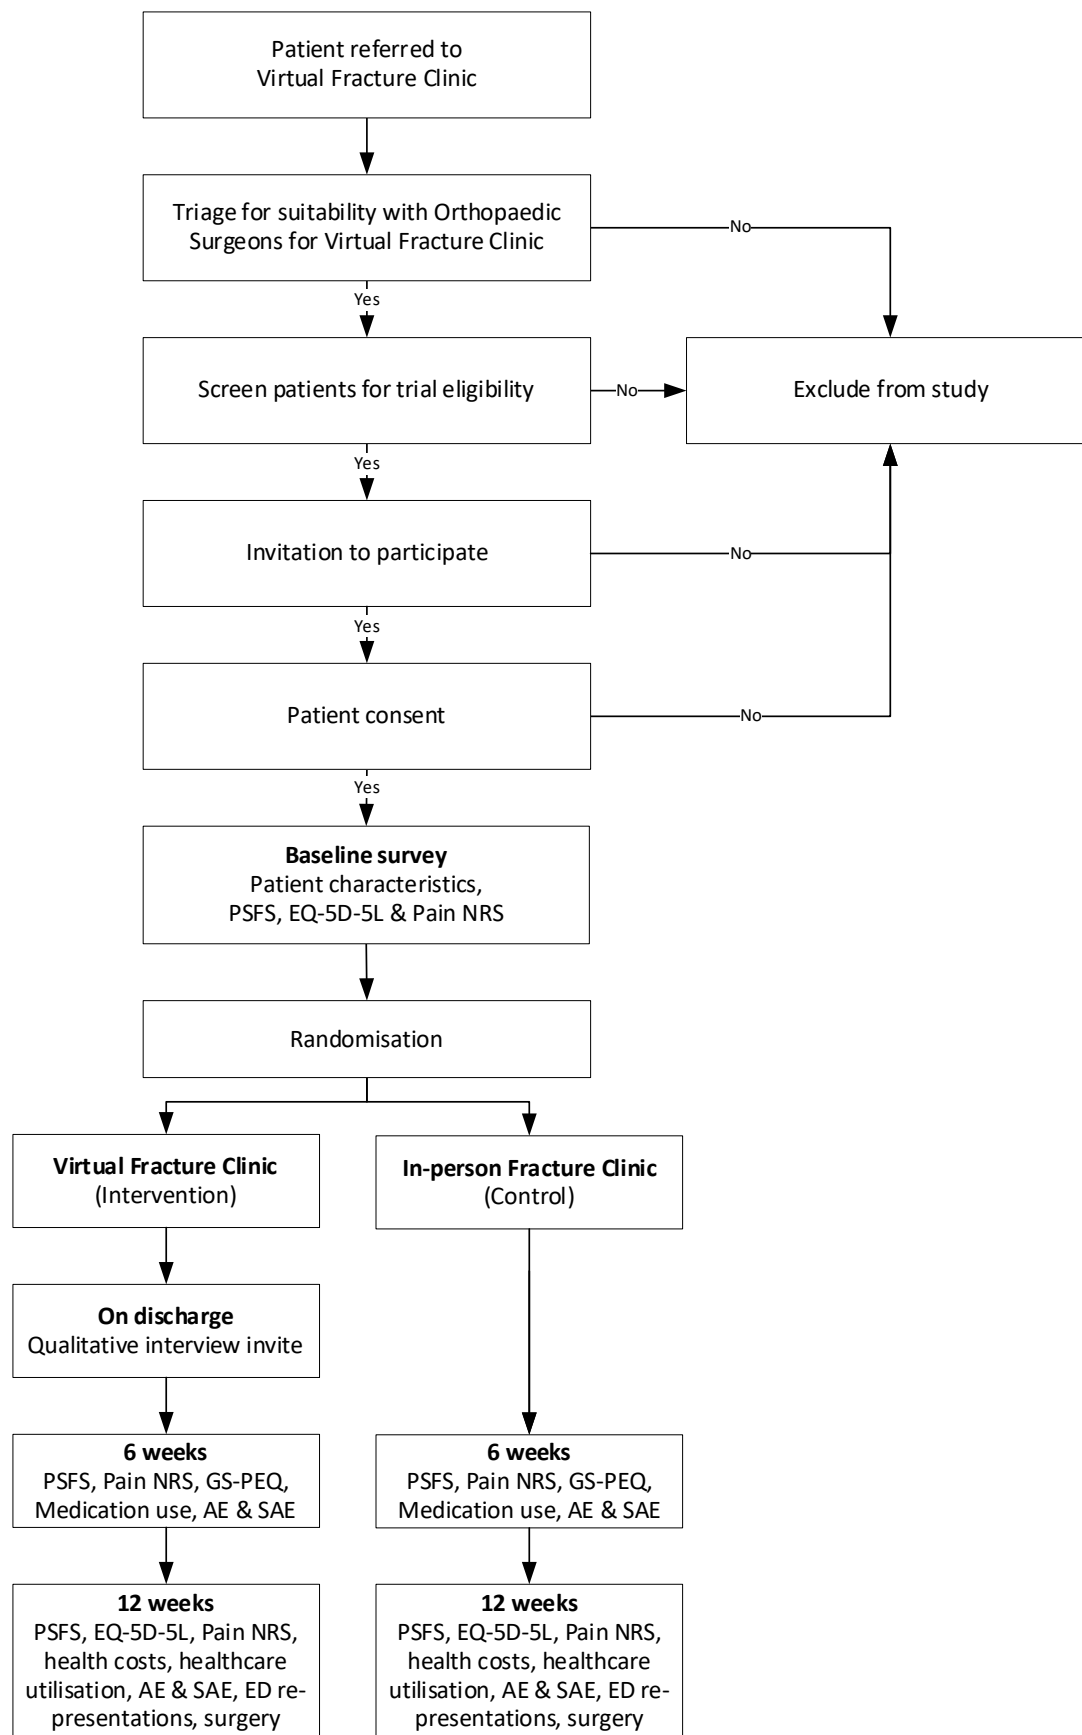 Patient referred to
Virtual Fracture Clinic
Triage for suitability with Orthopaedic
Surgeons for Virtual Fracture Clinic
No
Yes
Screen patients for trial eligibility
No
Exclude from study
Yes
Invitation to participate
No
Yes
Patient consent
No
Yes
Baseline survey
Patient characteristics,
PSFS, EQ-5D-5L & Pain NRS
Randomisation
Virtual Fracture Clinic
(Intervention)
In-person Fracture Clinic
(Control)
On discharge
Qualitative interview invite
6 weeks
PSFS, Pain NRS, GS-PEQ,
Medication use, AE & SAE
6 weeks
PSFS, Pain NRS, GS-PEQ,
Medication use, AE & SAE
12 weeks
PSFS, EQ-5D-5L, Pain NRS,
health costs, healthcare
utilisation, AE & SAE, ED re-
presentations, surgery
12 weeks
PSFS, EQ-5D-5L, Pain NRS,
health costs, healthcare
utilisation, AE & SAE, ED re-
presentations, surgery